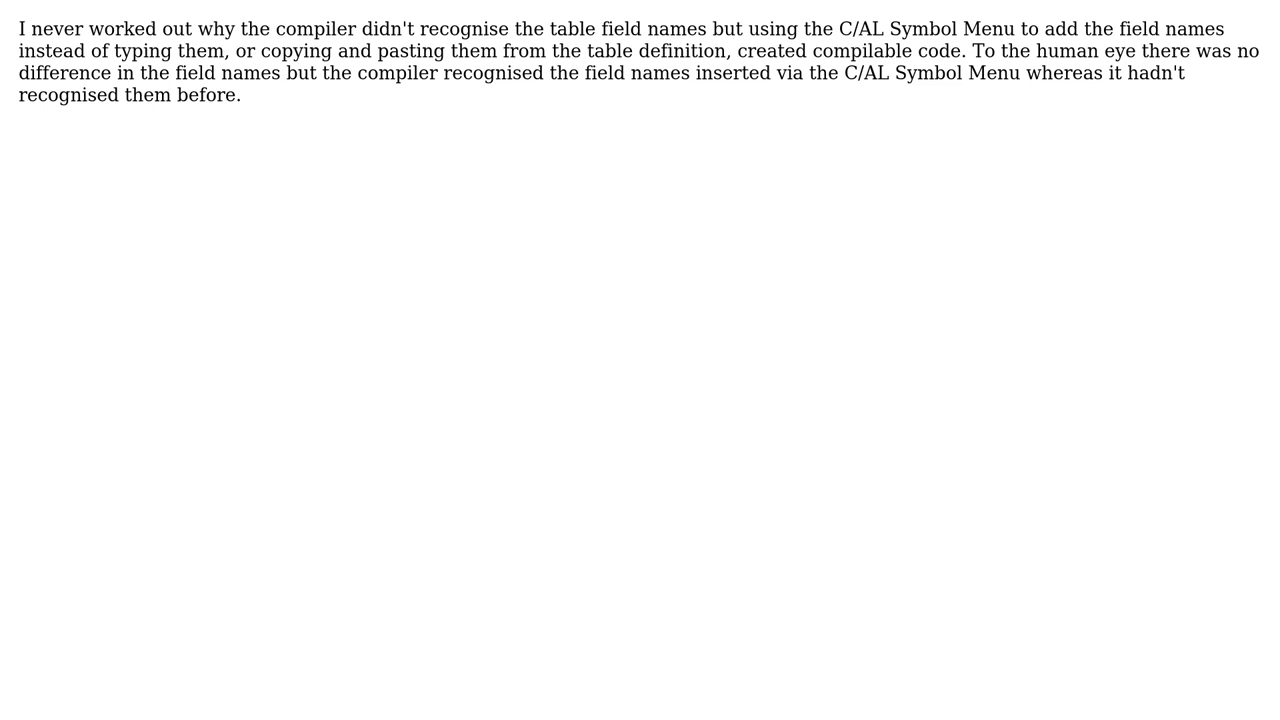 I never worked out why the compiler didn't recognise the table field names but using the C/AL Symbol Menu to add the field names
instead of typing them, or copying and pasting them from the table definition, created compilable code. To the human eye there was no
difference in the field names but the compiler recognised the field names inserted via the C/AL Symbol Menu whereas it hadn't
recognised them before.